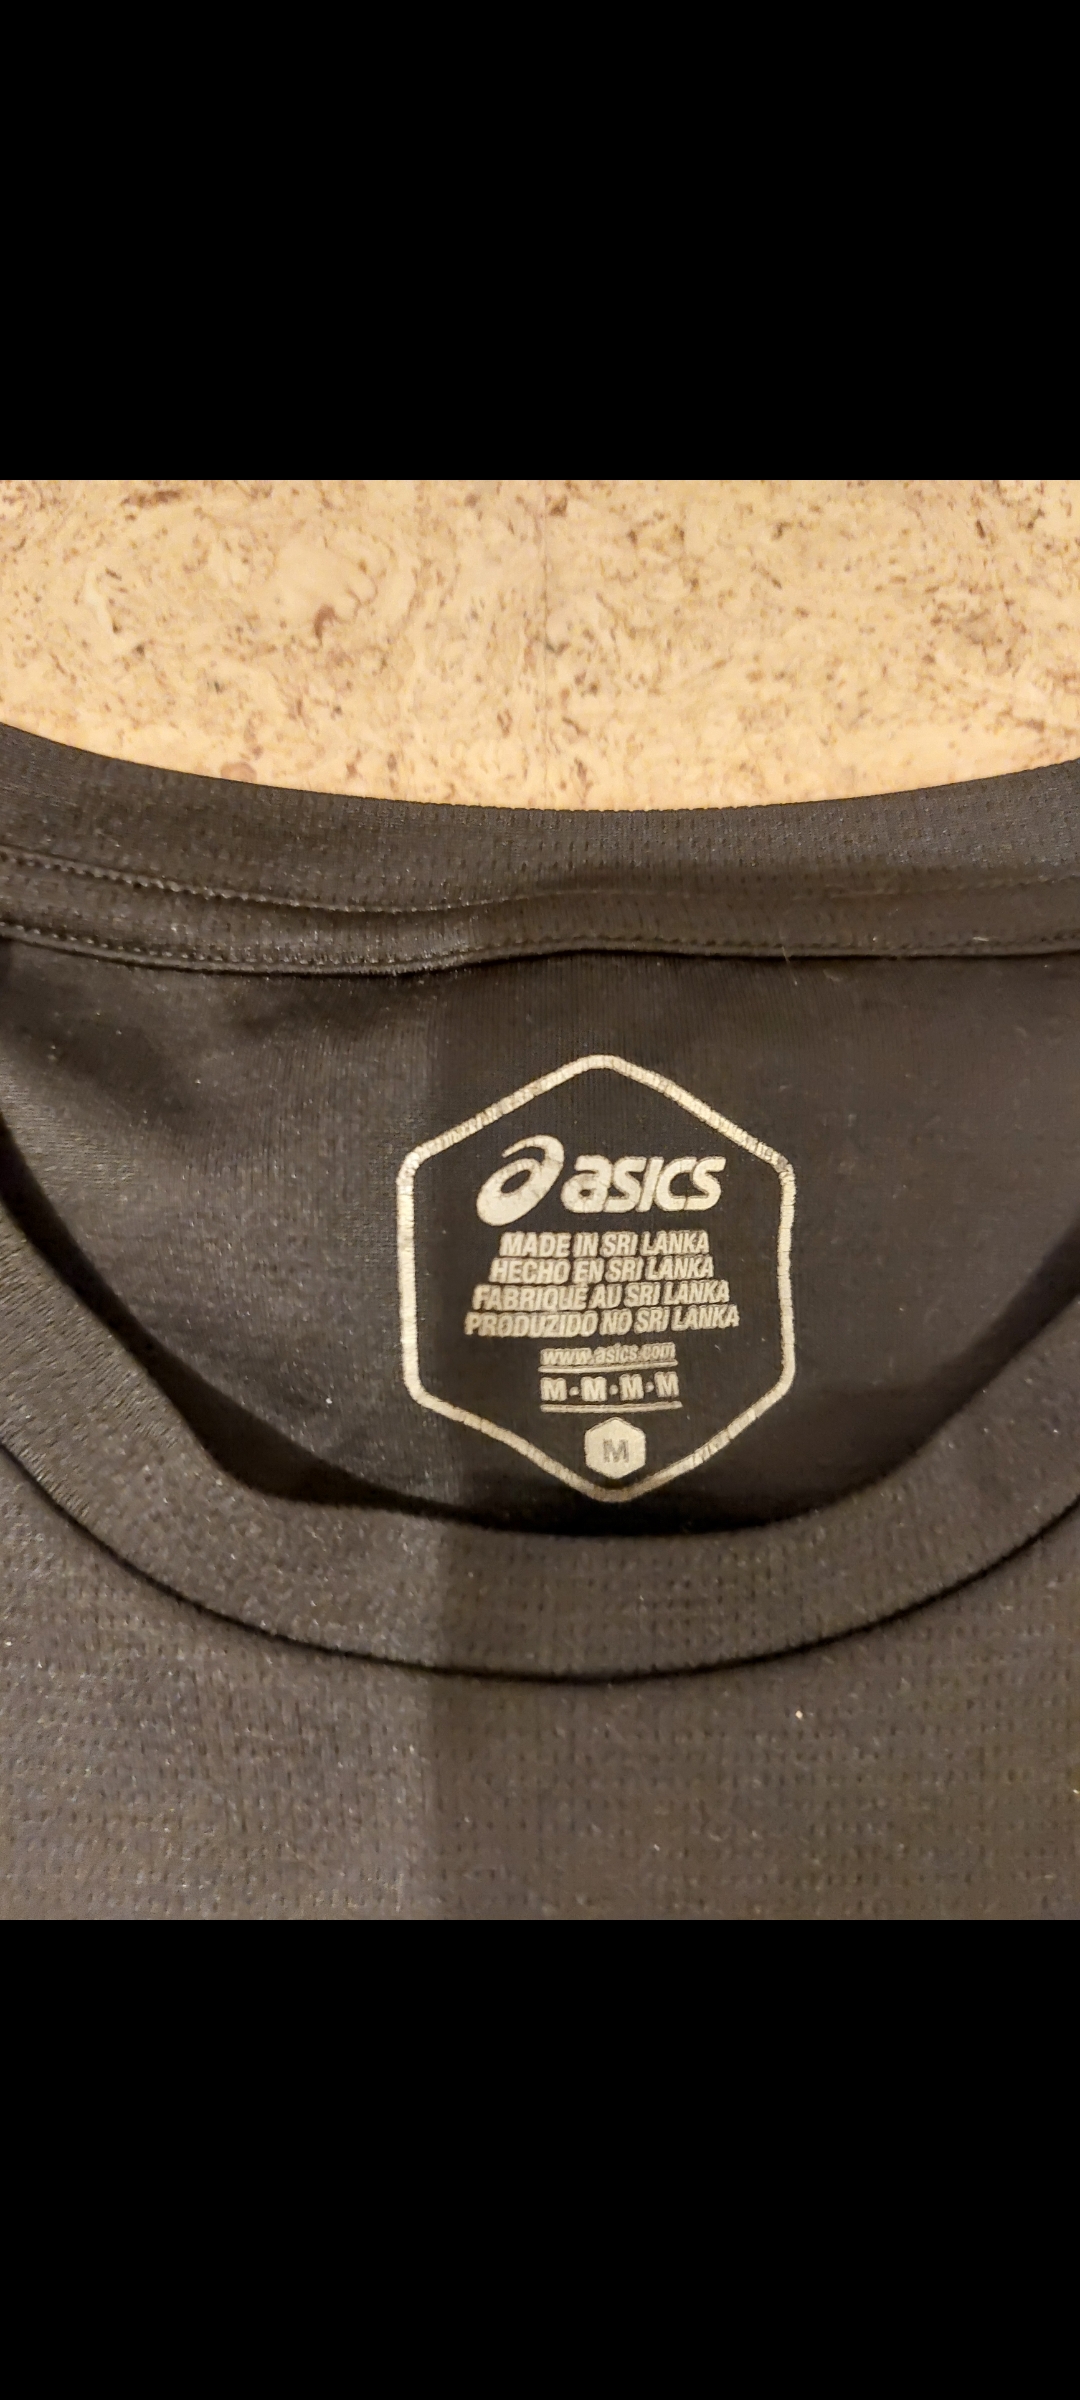 asics
MADE IN SRI LANKA
HECHO EN SRI LANKA
FABRIQUÉ AU SRI LANKA
PRODUZIDO NO SRI LANKA
www.asics.com
M·M·M·M
M